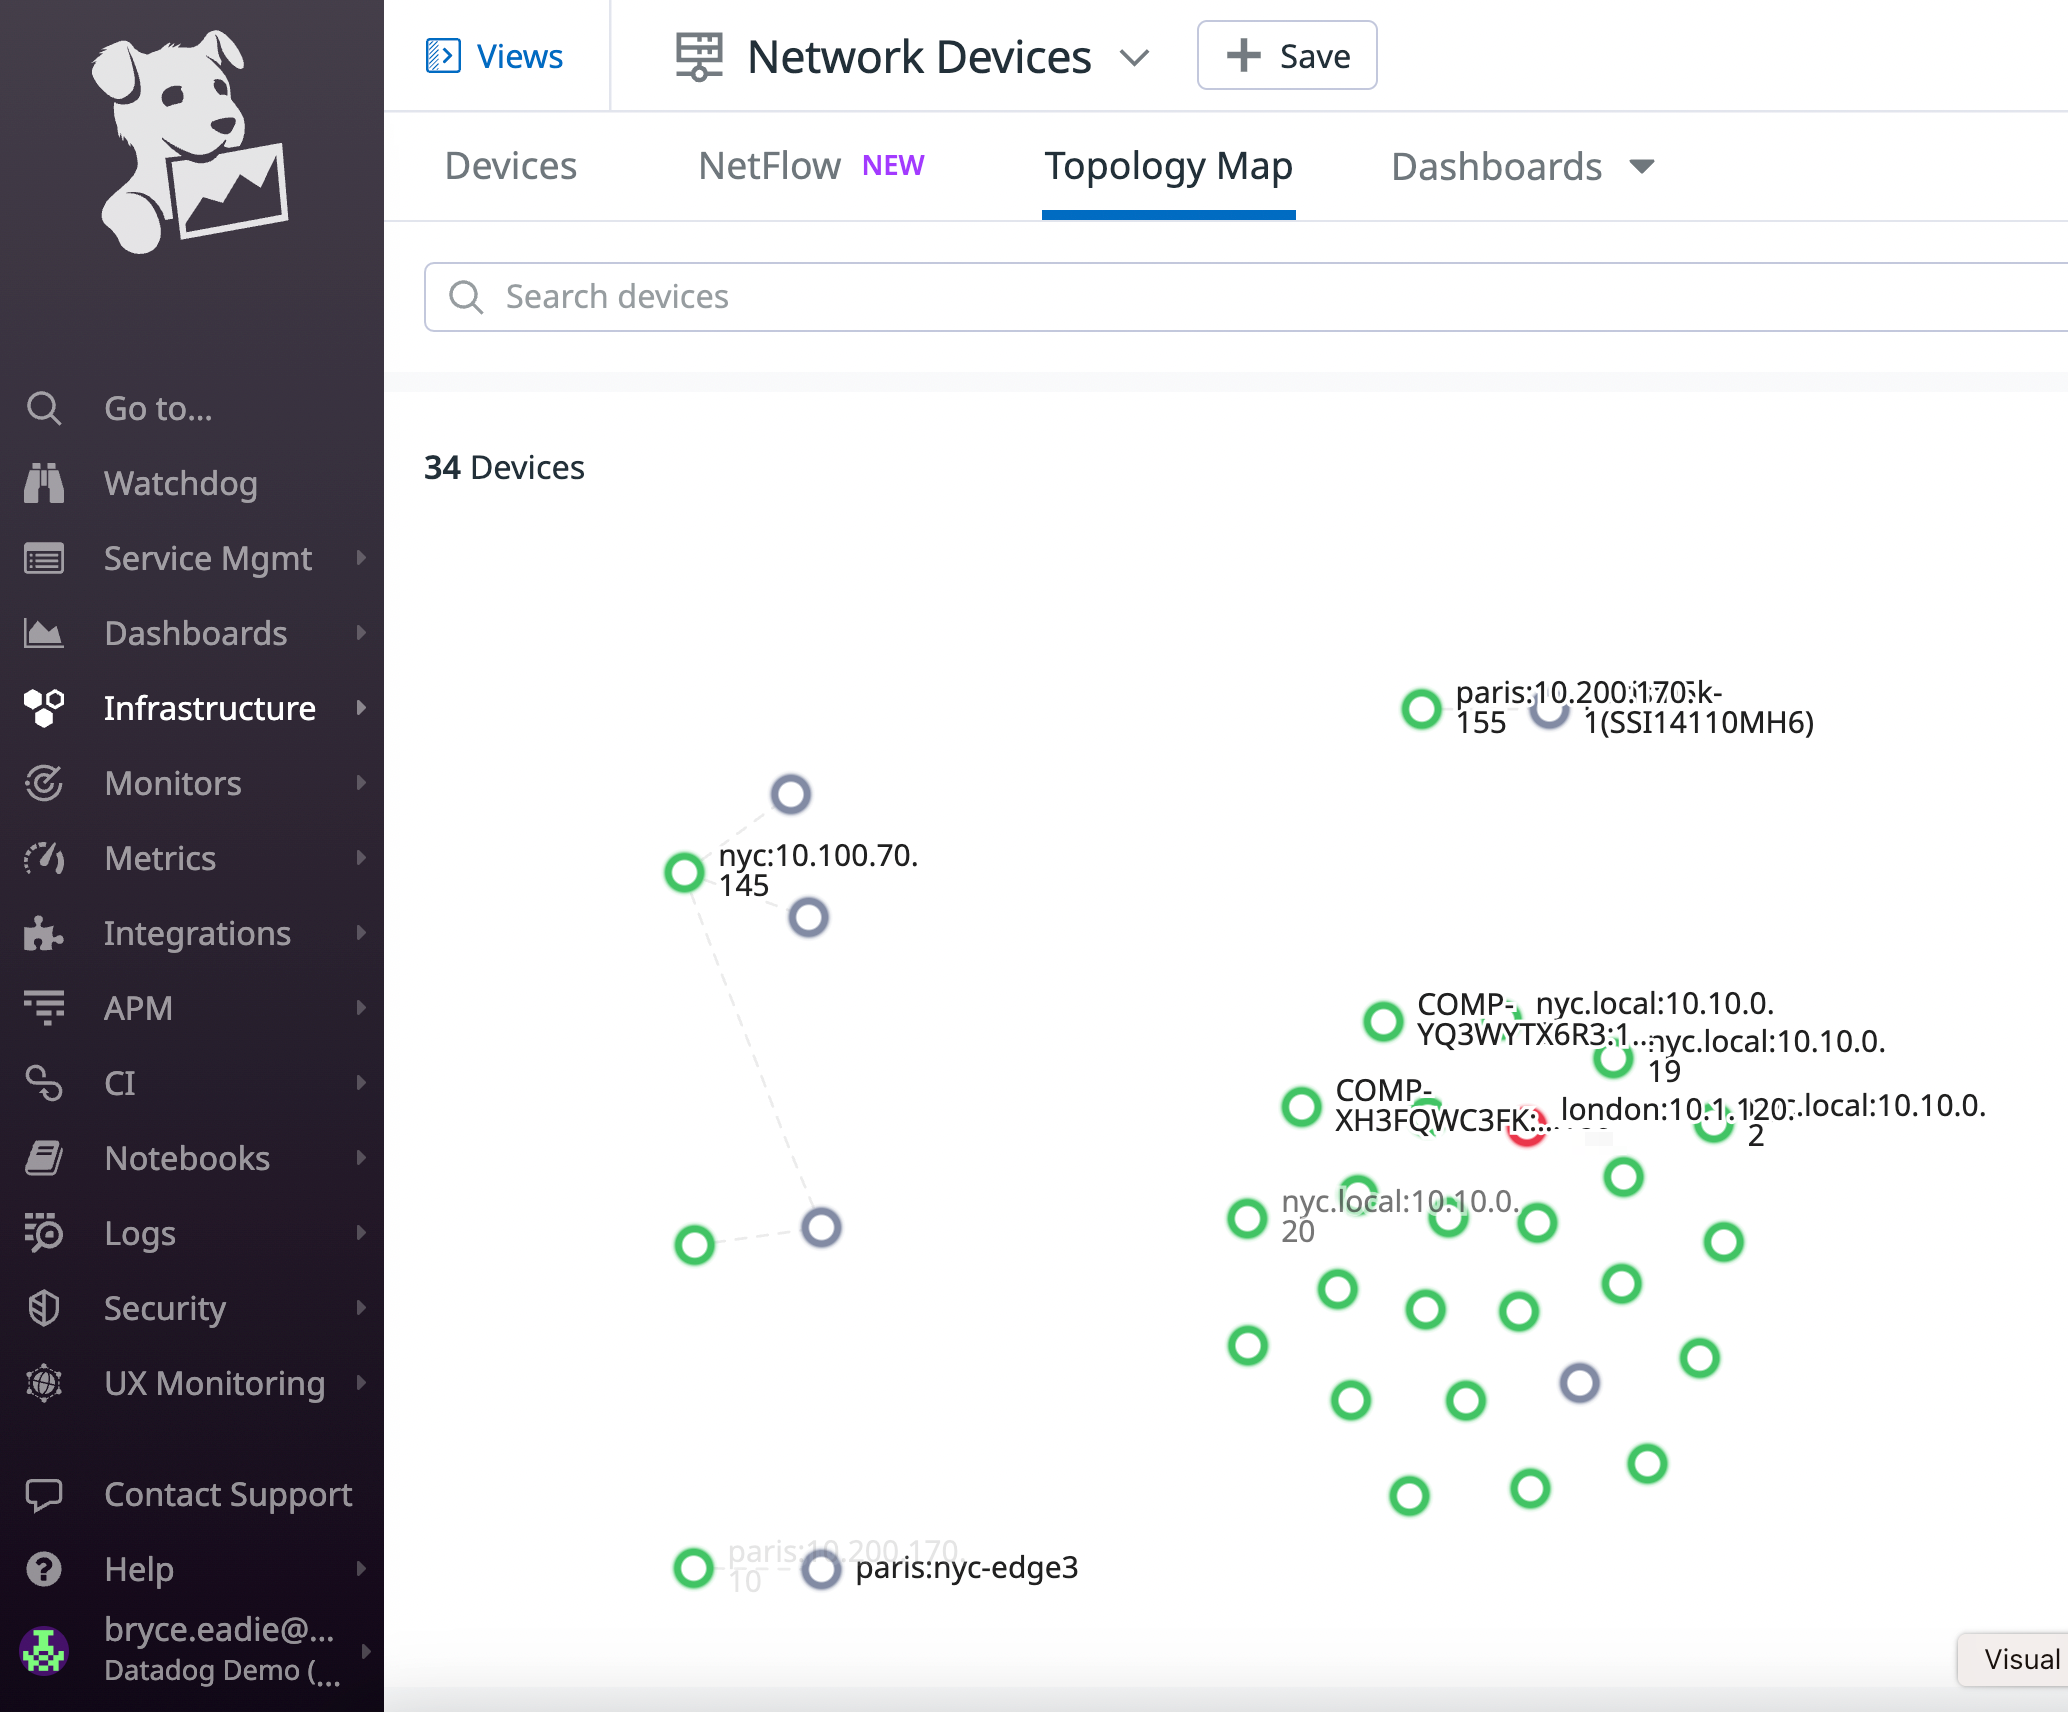 Views
Network Devices
Save
Devices
NetFlow NEW
Topology Map
Dashboards
Search devices
34 Devices
Go to...
Watchdog
Service Mgmt
Dashboards
Infrastructure
Monitors
Metrics
Integrations
APM
CI
Notebooks
Logs
Security
UX Monitoring
Contact Support
Help
bryce.eadie@...
Datadog Demo (...
paris:10.200.170.
155
1(SSI14110MH6)
nyc:10.100.70.
145
COMP-
YQ3WYTX6R3:1...
nyc.local:10.10.0.
nyc.local:10.10.0.
19
COMP-
XH3FQWC3FK:...
london:10.1.120.
.local:10.10.0.
2
nyc.local:10.10.0.
20
paris:10.200.170.
10
paris:nyc-edge3
Visual